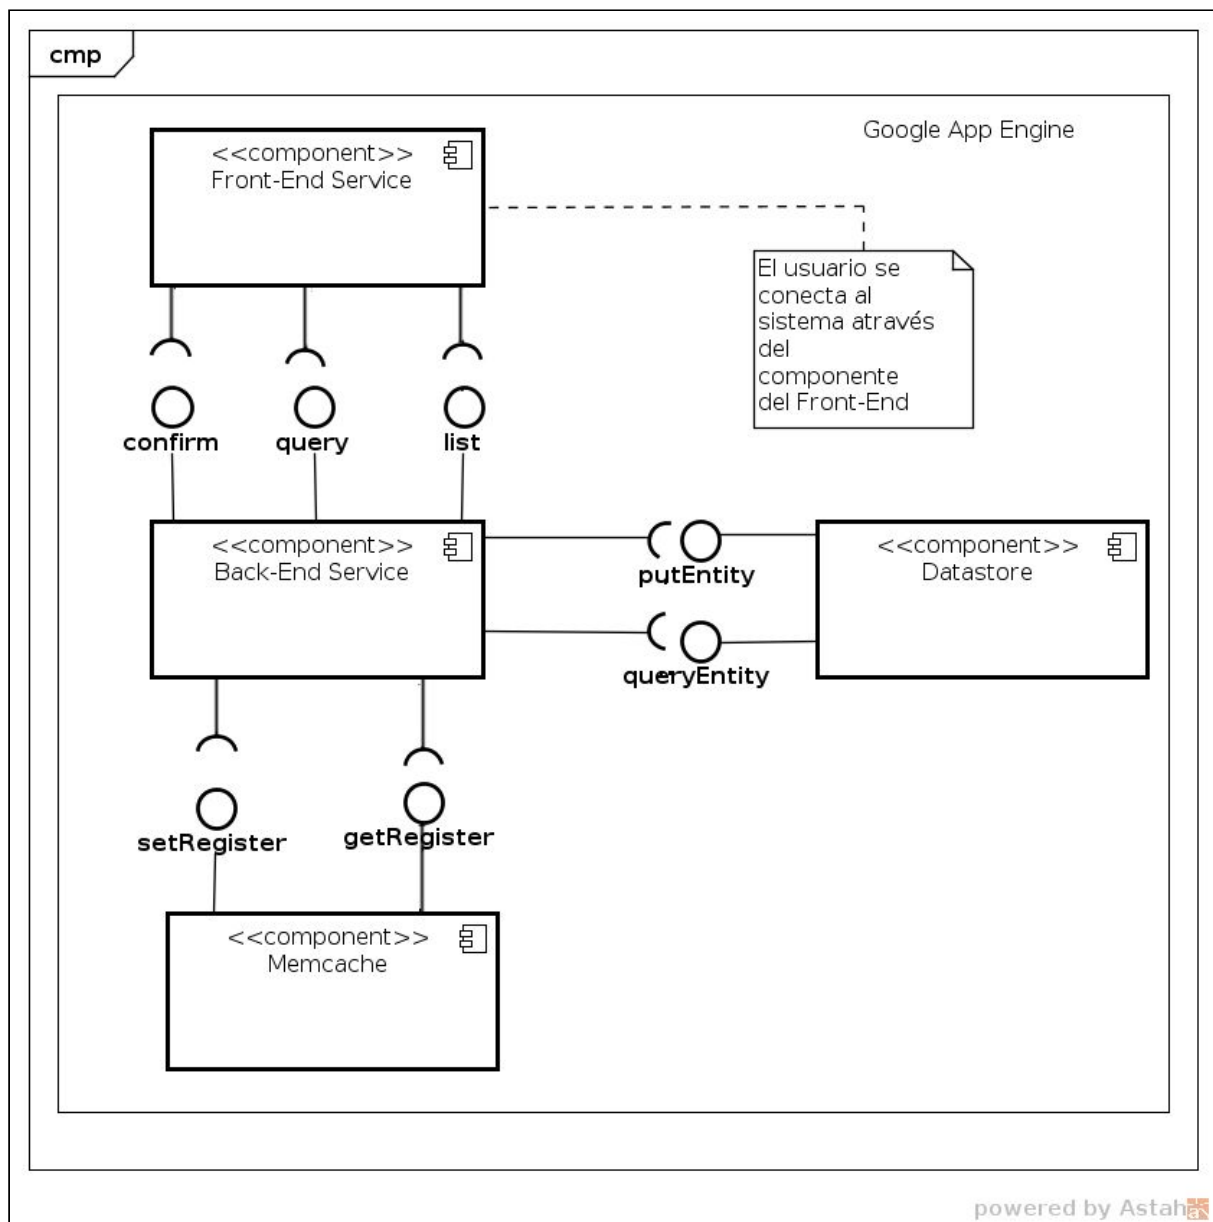 cmp
Google App Engine
<<component>>
Front-End Service
El usuario se
conecta al
sistema através
del
componente
del Front-End
confirm
query
list
<<component>>
Back-End Service
putEntity
queryEntity
<<component>>
Datastore
setRegister
getRegister
<<component>>
Memcache
powered by Astah